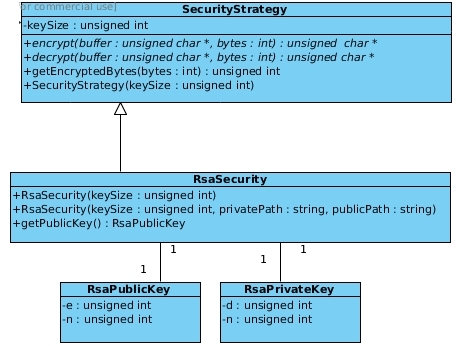 or commercial use]
SecurityStrategy
-keySize : unsigned int
+encrypt(buffer : unsigned char *, bytes : int) : unsigned  char *
+decrypt(buffer : unsigned char *, bytes : int) : unsigned char *
+getEncryptedBytes(bytes : int) : unsigned int
+SecurityStrategy(keySize : unsigned int)
RsaSecurity
+RsaSecurity(keySize : unsigned int)
+RsaSecurity(keySize : unsigned int, privatePath : string, publicPath : string)
+getPublicKey() : RsaPublicKey
1
1
1
1
RsaPublicKey
-e : unsigned int
-n : unsigned int
RsaPrivateKey
-d : unsigned int
-n : unsigned int